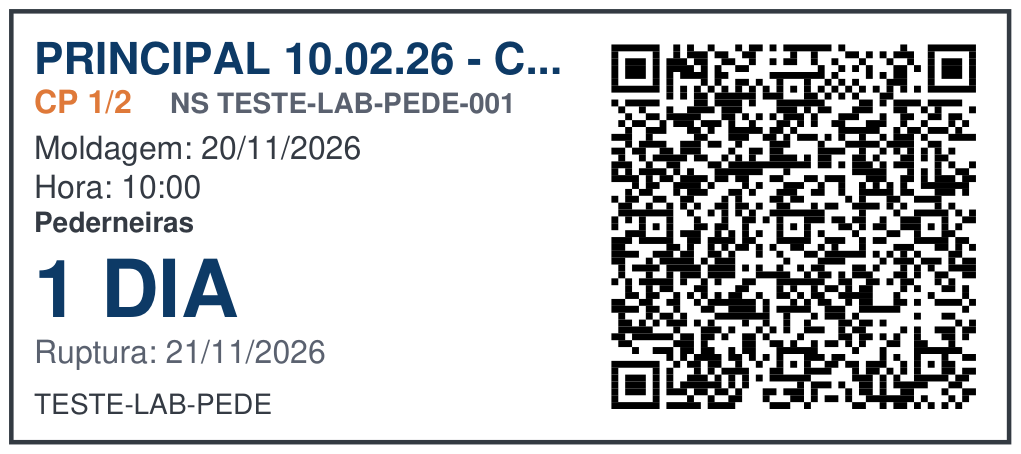 PRINCIPAL 10.02.26 - C...
CP 1/2 NS TESTE-LAB-PEDE-001
Moldagem: 20/11/2026
Hora: 10:00
Pederneiras
1 DIA
Ruptura: 21/11/2026
TESTE-LAB-PEDE